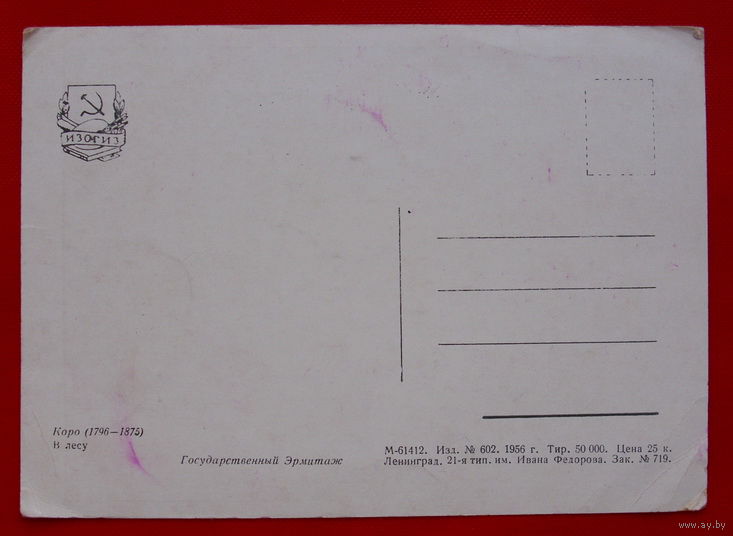 ИЗОГИЗ
Коро (1796—1875)
В лесу
Государственный Эрмитаж
М-61412. Изд. № 602. 1956 г. Тир. 50 000. Цена 25 к.
Ленинград. 21-я тип. им. Ивана Федорова. Зак. № 719.
www.ay.by